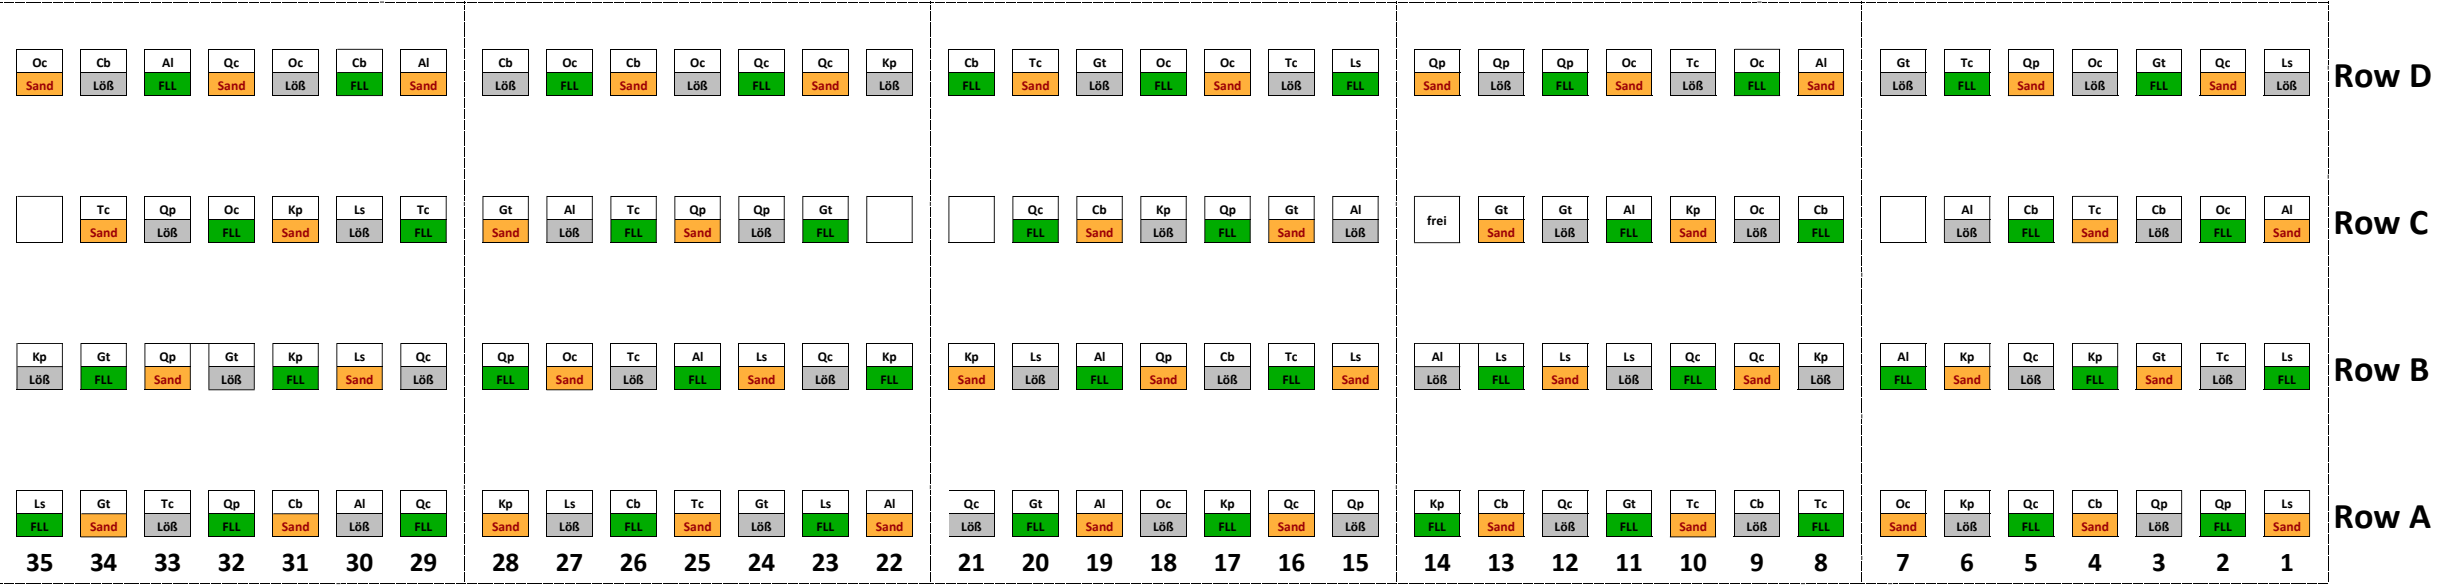 Oc Cb Al Qc Oc Cb Al Cb Oc Cb Oc Qc Qc Kp Cb Tc Gt Oc Oc Tc Ls Qp Qp Qp Oc Tc Oc Al Gt Tc Qp Oc Gt Qc Ls
Sand Löß FLL Sand Löß FLL Sand Löß FLL Sand Löß FLL Sand Löß FLL Sand Löß FLL Sand Löß FLL Sand Löß FLL Sand Löß FLL Sand Löß FLL Sand Löß FLL Sand Löß
Row D
Tc Qp Oc Kp Ls Tc Gt Al Tc Qp Qp Gt Qc Cb Kp Qp Gt Al Gt Gt Al Kp Oc Cb Al Cb Tc Cb Oc Al
Sand Löß FLL Sand Löß FLL Sand Löß FLL Sand Löß FLL FLL Sand Löß FLL Sand Löß frei Sand Löß FLL Sand Löß FLL Löß FLL Sand Löß FLL Sand
Row C
Kp Gt Qp Gt Kp Ls Qc Qp Oc Tc Al Ls Qc Kp Kp Ls Al Qp Cb Tc Ls Al Ls Ls Ls Qc Qc Kp Al Kp Qc Kp Gt Tc Ls
Löß FLL Sand Löß FLL Sand Löß FLL Sand Löß FLL Sand Löß FLL Sand Löß FLL Sand Löß FLL Sand Löß FLL Sand Löß FLL Sand Löß FLL Sand Löß FLL Sand Löß FLL
Row B
Ls Gt Tc Qp Cb Al Qc Kp Ls Cb Tc Gt Ls Al Qc Gt Al Oc Kp Qc Qp Kp Cb Qc Gt Tc Cb Tc Oc Kp Qc Cb Qp Qp Ls
FLL Sand Löß FLL Sand Löß FLL Sand Löß FLL Sand Löß FLL Sand Löß FLL Sand Löß FLL Sand Löß FLL Sand Löß FLL Sand Löß FLL Sand Löß FLL Sand Löß FLL Sand
Row A
35 34 33 32 31 30 29 28 27 26 25 24 23 22 21 20 19 18 17 16 15 14 13 12 11 10 9 8 7 6 5 4 3 2 1